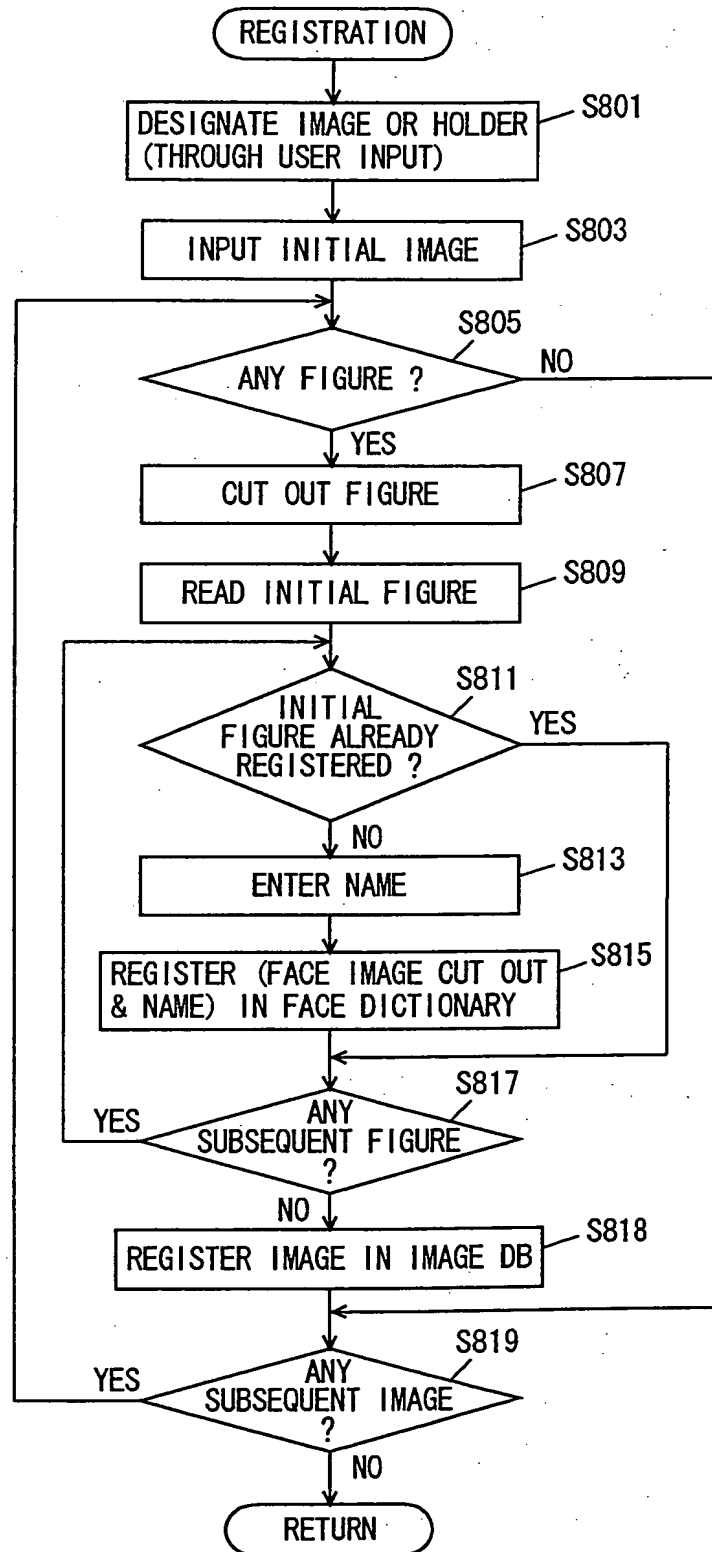 REGISTRATION
S801
DESIGNATE IMAGE OR HOLDER
(THROUGH USER INPUT)
S803
INPUT INITIAL IMAGE
S805
ANY FIGURE ?
NO
YES
S807
CUT OUT FIGURE
S809
READ INITIAL FIGURE
S811
INITIAL
FIGURE ALREADY
REGISTERED ?
YES
NO
S813
ENTER NAME
S815
REGISTER (FACE IMAGE CUT OUT
& NAME) IN FACE DICTIONARY
S817
YES
ANY
SUBSEQUENT FIGURE
?
NO
S818
REGISTER IMAGE IN IMAGE DB
S819
YES
ANY
SUBSEQUENT IMAGE
?
NO
RETURN